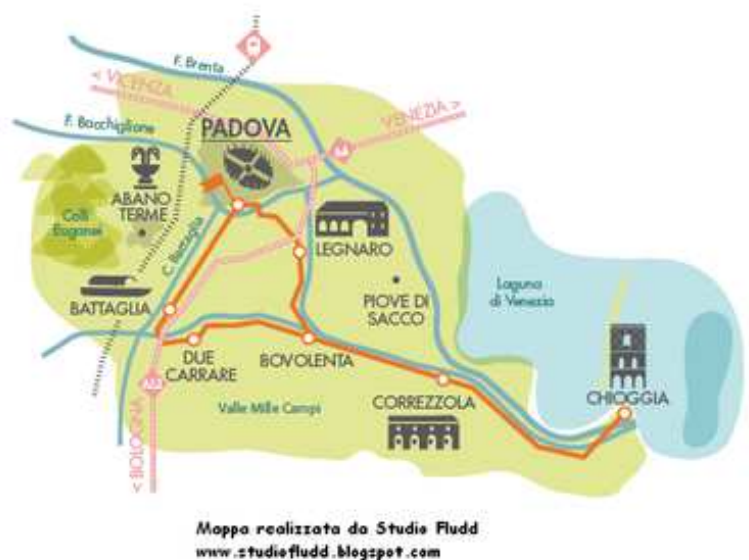 F. Brenta
< VICENZA
VENEZIA >
F. Bacchiglione
PADOVA
ABANO
TERME
Colli
Euganei
C. Battaglia
LEGNARO
BATTAGLIA
PIOVE DI
SACCO
Laguna
di Venezia
DUE
CARRARE
BOVOLENTA
A13
CORREZZOLA
CHIOGGIA
Valle Mille Campi
< BOLOGNA
Mappa realizzata da Studio Fludd
www.studiofludd.blogspot.com